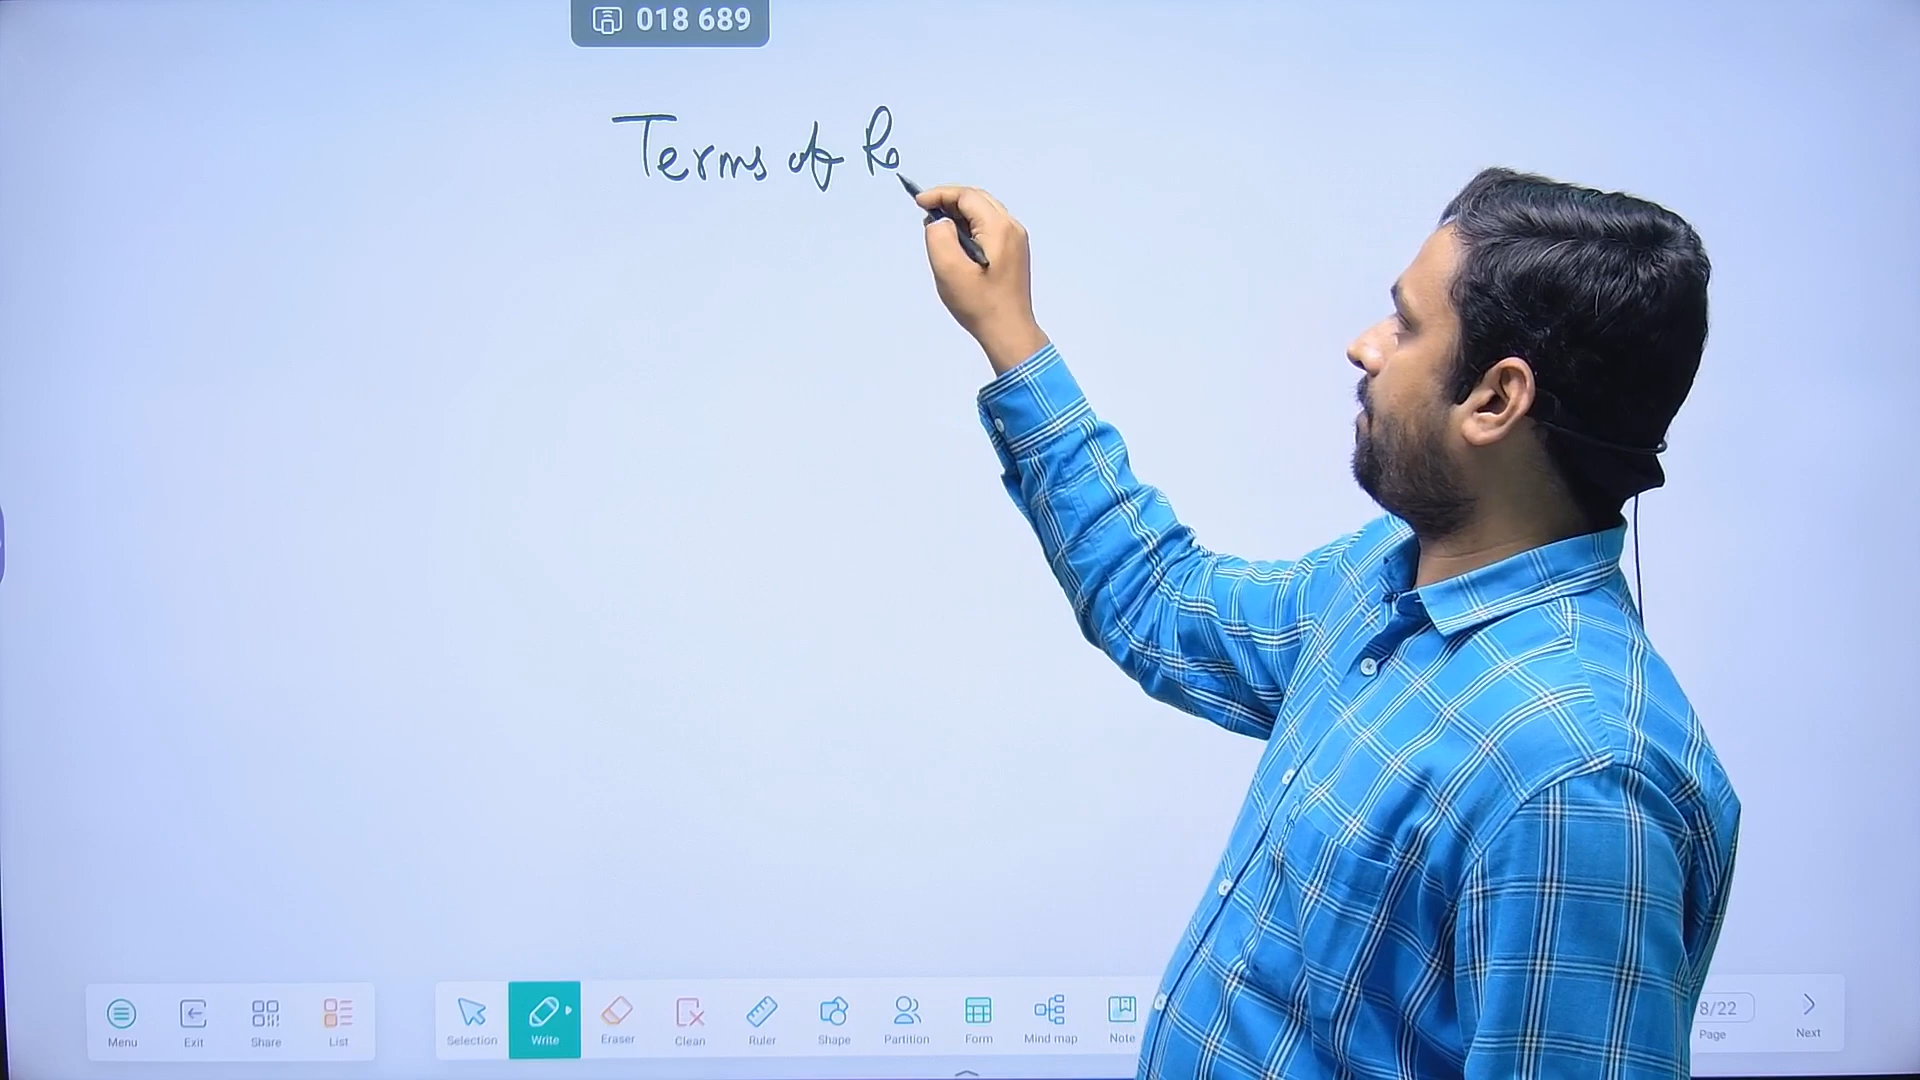 018 689
Terms of Po
Menu
Exit
Share
List
Selection
Write
Eraser
Clean
Ruler
Shape
Partition
Form
Mind map
Note
8/22
Page
Next